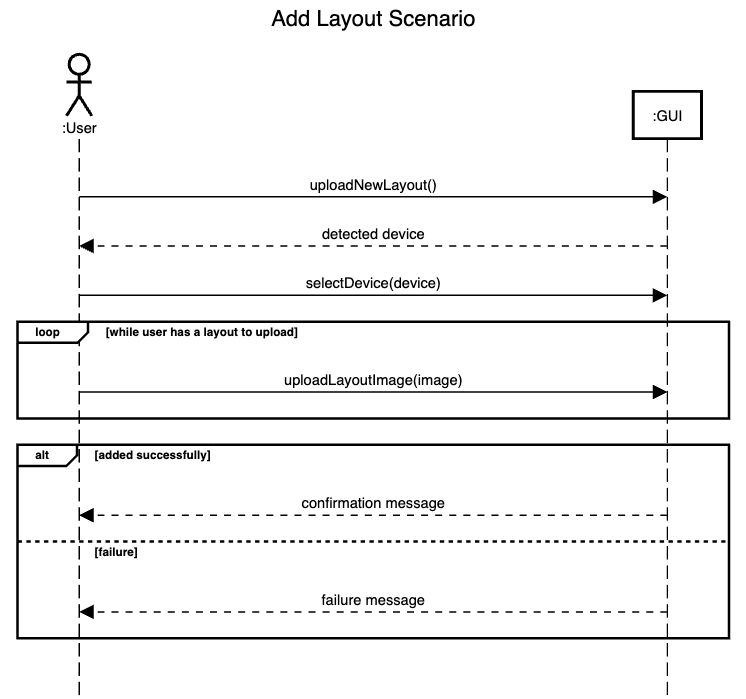 Add Layout Scenario
:User
:GUI
uploadNewLayout()
detected device
selectDevice(device)
loop [while user has a layout to upload]
uploadLayoutImage(image)
alt [added successfully]
confirmation message
[failure]
failure message